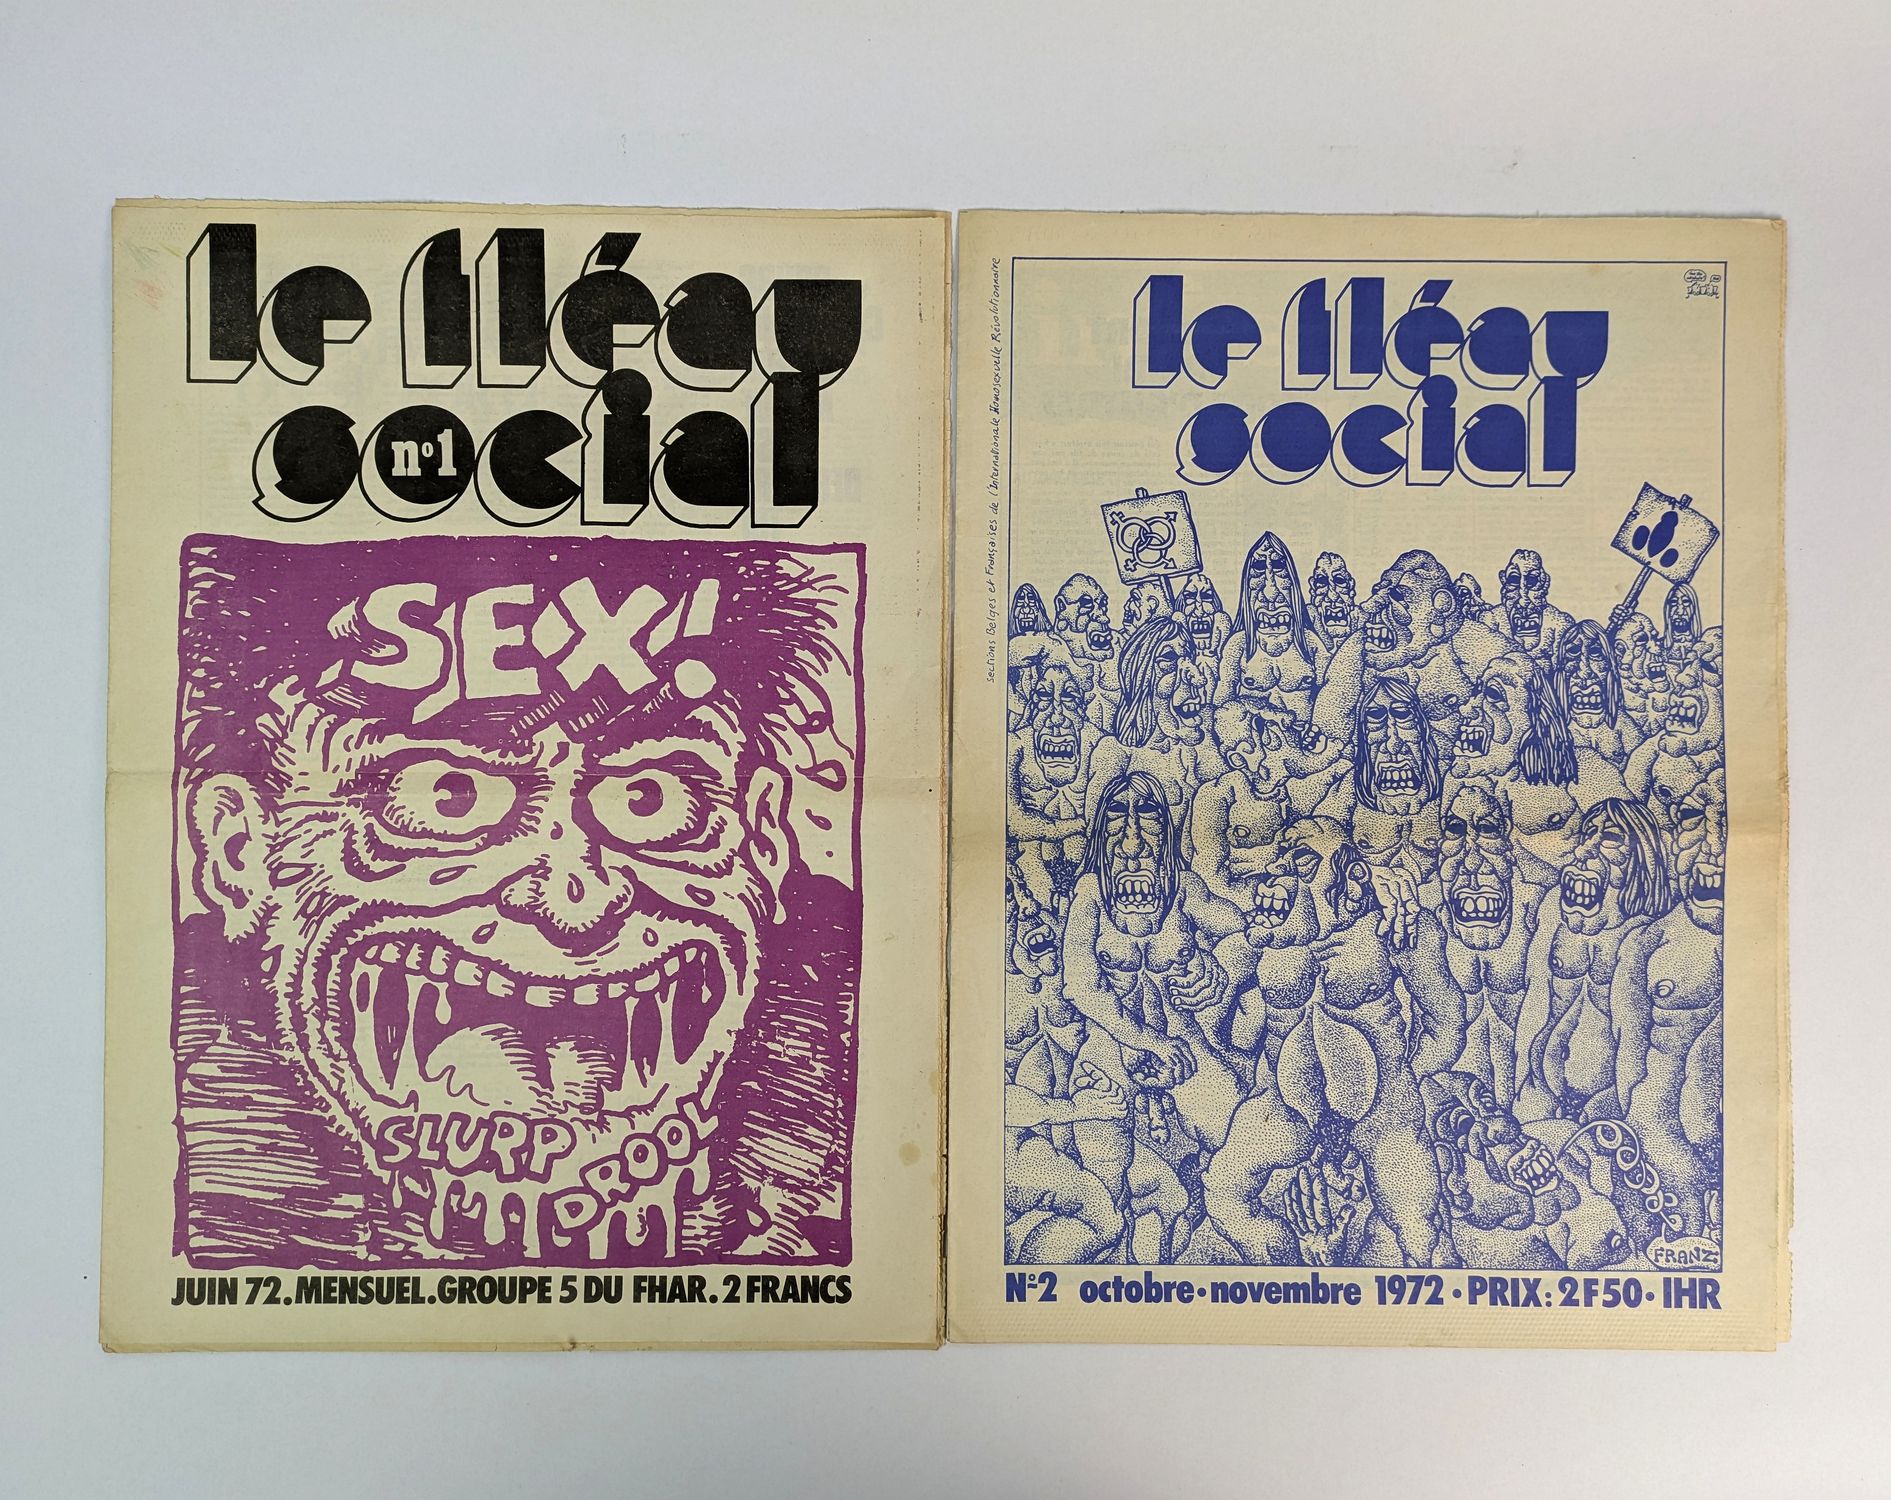 le fléau
social
n°1
SEX!
SLURP
DROOL
JUIN 72.MENSUEL.GROUPE 5 DU FHAR. 2 FRANCS
Sections Belges et Françaises de l'Internationale Homosexuelle Révolutionnaire
le fléau
social
FRANZ
N°2 octobre·novembre 1972·PRIX: 2F50·IHR